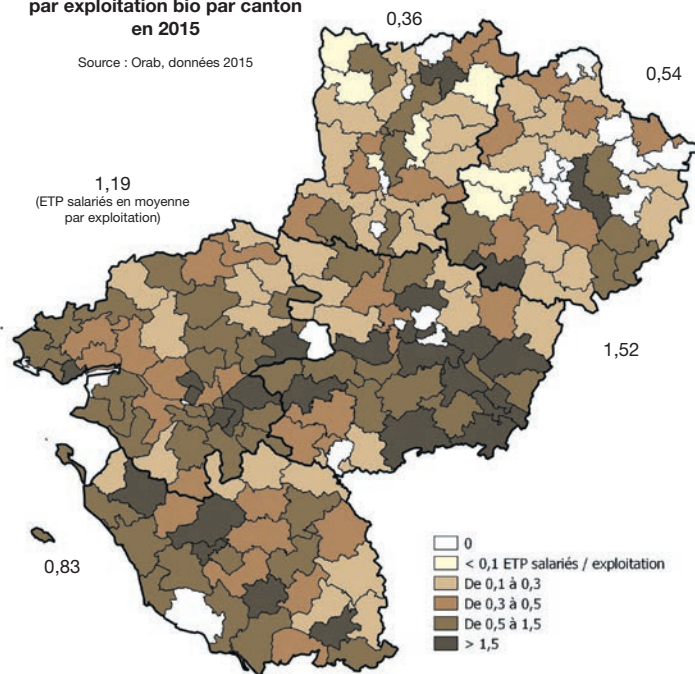 par exploitation bio par canton
en 2015
Source : Orab, données 2015
0,36
0,54
1,19
(ETP salariés en moyenne
par exploitation)
1,52
0,83
0
< 0,1 ETP salariés / exploitation
De 0,1 à 0,3
De 0,3 à 0,5
De 0,5 à 1,5
> 1,5